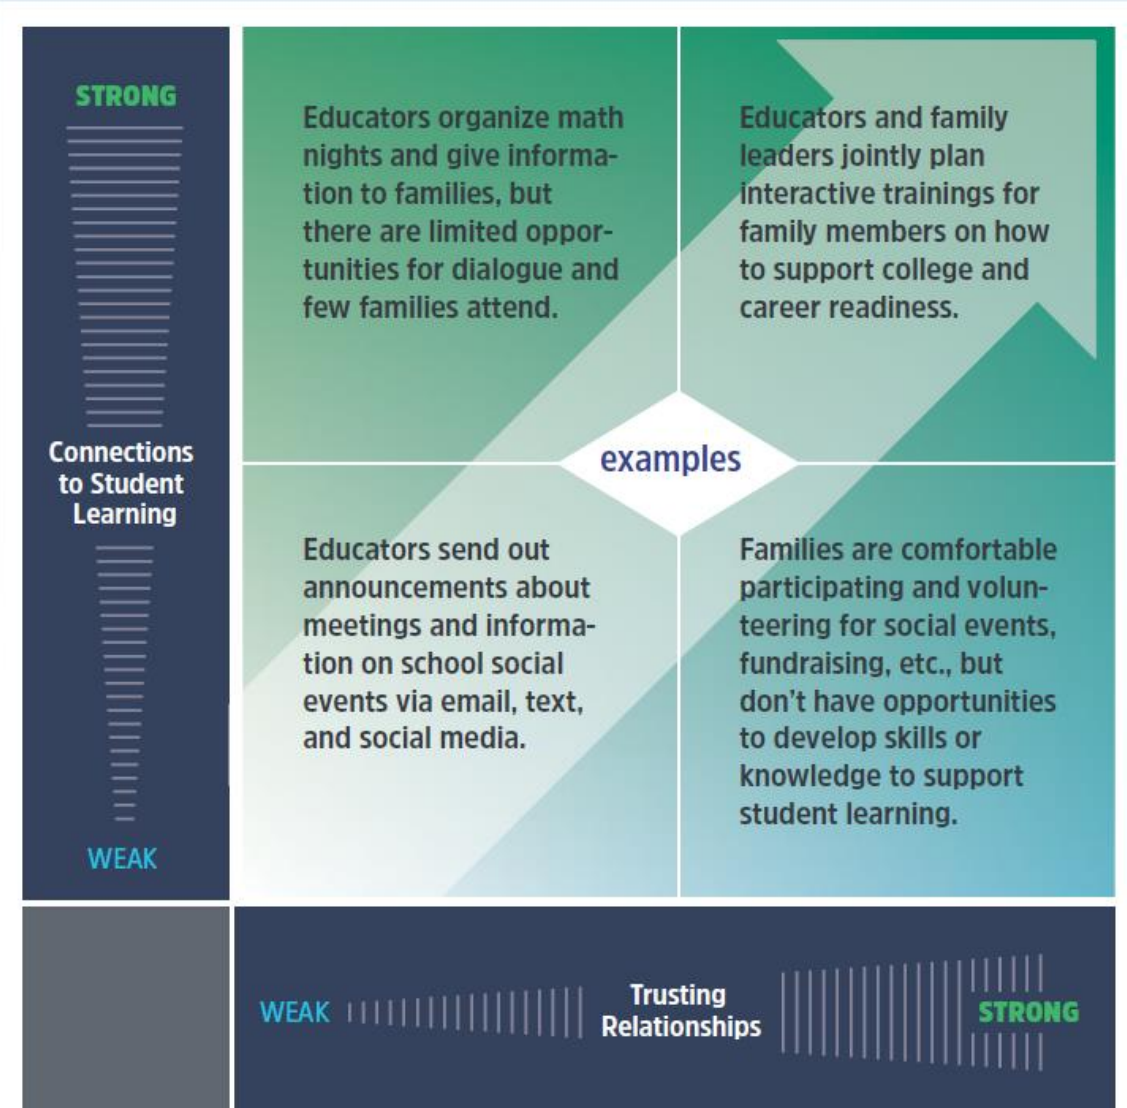 STRONG
Connections
to Student
Learning
WEAK
Educators organize math
nights and give informa-
tion to families, but
there are limited oppor-
tunities for dialogue and
few families attend.
Educators and family
leaders jointly plan
interactive trainings for
family members on how
to support college and
career readiness.
examples
Educators send out
announcements about
meetings and informa-
tion on school social
events via email, text,
and social media.
Families are comfortable
participating and volun-
teering for social events,
fundraising, etc., but
don't have opportunities
to develop skills or
knowledge to support
student learning.
WEAK
Trusting
Relationships
STRONG